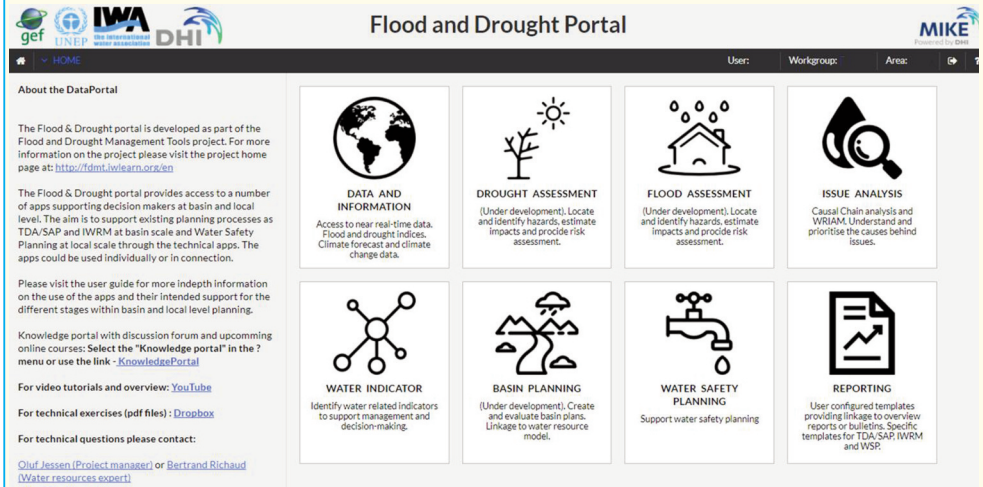 gef
UNEP
IWA
the international
water association
DHI
Flood and Drought Portal
MIKE
Powered by DHI
HOME
User:
Workgroup:
Area:
?
About the DataPortal
The Flood & Drought portal is developed as part of the
Flood and Drought Management Tools project. For more
information on the project please visit the project home
page at: http://fdmt.iwlearn.org/en
The Flood & Drought portal provides access to a number
of apps supporting decision makers at basin and local
level. The aim is to support existing planning processes as
TDA/SAP and IWRM at basin scale and Water Safety
Planning at local scale through the technical apps. The
apps could be used individually or in connection.
Please visit the user guide for more indepth information
on the use of the apps and their intended support for the
different stages within basin and local level planning.
Knowledge portal with discussion forum and upcomming
online courses: Select the "Knowledge portal" in the ?
menu or use the link - KnowledgePortal
For video tutorials and overview: YouTube
For technical exercises (pdf files) : Dropbox
For technical questions please contact:
Oluf Jessen (Project manager) or Bertrand Richaud
(Water resources expert)
DATA AND
INFORMATION
Access to near real-time data.
Flood and drought indices.
Climate forecast and climate
change data.
DROUGHT ASSESSMENT
(Under development). Locate
and identify hazards, estimate
impacts and procide risk
assessment.
FLOOD ASSESSMENT
(Under development). Locate
and identify hazards, estimate
impacts and procide risk
assessment.
ISSUE ANALYSIS
Causal Chain analysis and
WRIAM. Understand and
prioritise the causes behind
issues.
WATER INDICATOR
Identify water related indicators
to support management and
decision-making.
BASIN PLANNING
(Under development). Create
and evaluate basin plans.
Linkage to water resource
model.
WATER SAFETY
PLANNING
Support water safety planning
REPORTING
User configured templates
providing linkage to overview
reports or bulletins. Specific
templates for TDA/SAP, IWRM
and WSP.